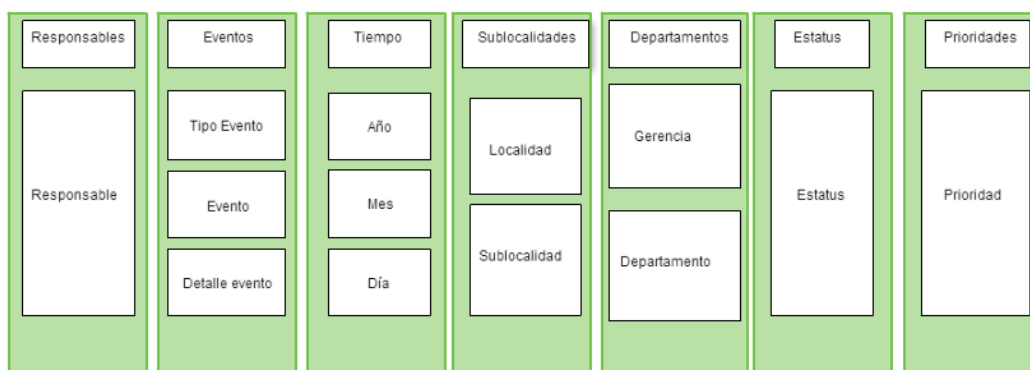 Responsables
Eventos
Tiempo
Sublocalidades
Departamentos
Estatus
Prioridades
Responsable
Tipo Evento
Evento
Detalle evento
Año
Mes
Día
Localidad
Sublocalidad
Gerencia
Departamento
Estatus
Prioridad